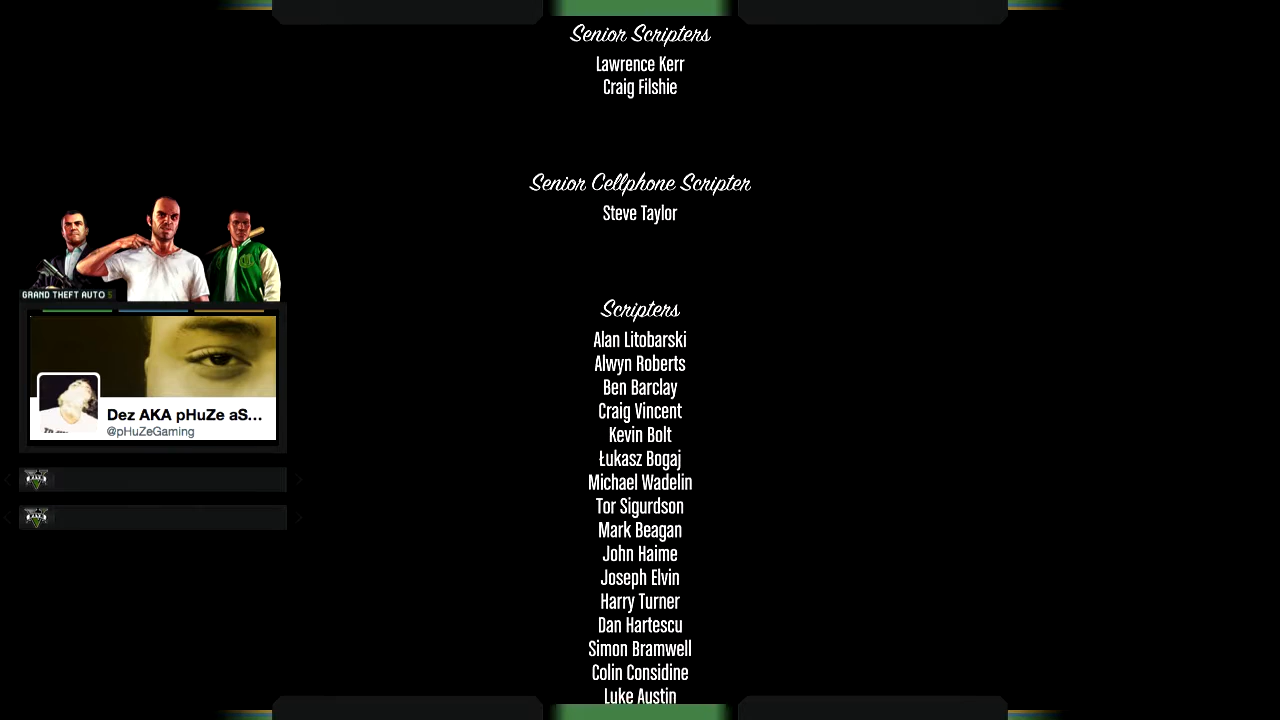 Senior Scripters
Lawrence Kerr
Craig Filshie
Senior Cellphone Scripter
Steve Taylor
Scripters
Alan Litobarski
Alwyn Roberts
Ben Barclay
Craig Vincent
Kevin Bolt
Łukasz Bogaj
Michael Wadelin
Tor Sigurdson
Mark Beagan
John Haime
Joseph Elvin
Harry Turner
Dan Hartescu
Simon Bramwell
Colin Considine
Luke Austin
GRAND THEFT AUTO 5
Dez AKA pHuZe aS...
@pHuZeGaming